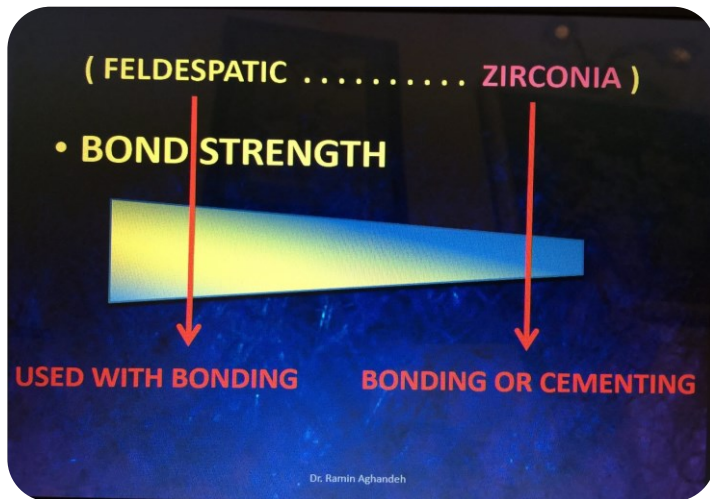 ( FELDESPATIC .......... ZIRCONIA )
• BOND STRENGTH
USED WITH BONDING
BONDING OR CEMENTING
Dr. Ramin Aghandeh